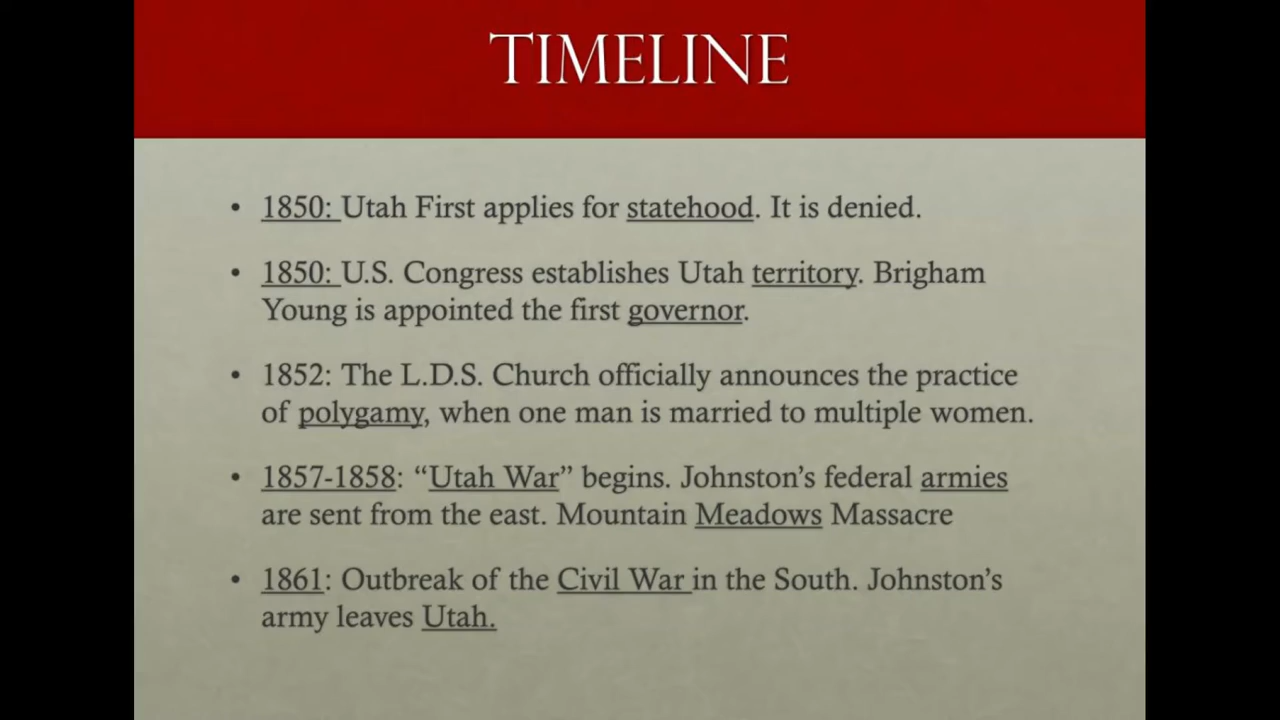 TIMELINE
• 1850: Utah First applies for statehood. It is denied.
• 1850: U.S. Congress establishes Utah territory. Brigham
Young is appointed the first governor.
• 1852: The L.D.S. Church officially announces the practice
of polygamy, when one man is married to multiple women.
• 1857-1858: “Utah War” begins. Johnston’s federal armies
are sent from the east. Mountain Meadows Massacre
• 1861: Outbreak of the Civil War in the South. Johnston’s
army leaves Utah.